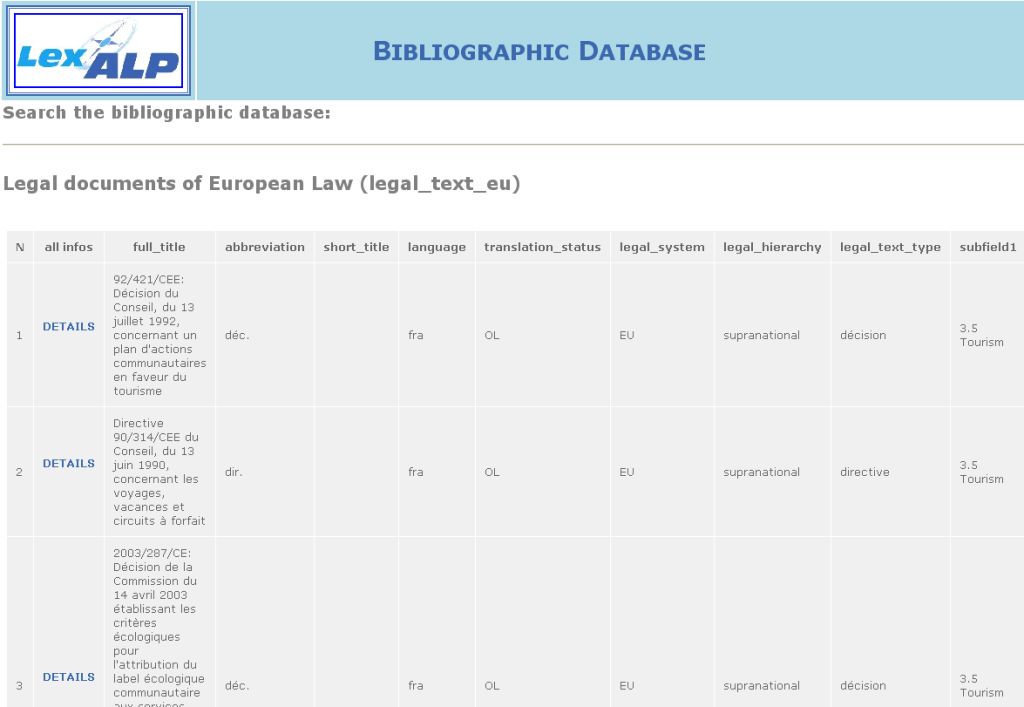 LexALP
BIBLIOGRAPHIC DATABASE
Search the bibliographic database:
Legal documents of European Law (legal_text_eu)
N all infos full_title abbreviation short_title language translation_status legal_system legal_hierarchy legal_text_type subfield1
1
DETAILS
92/421/CEE:
Décision du
Conseil, du 13
juillet 1992,
concernant un
plan d'actions
communautaires
en faveur du
tourisme
déc.
fra
OL
EU
supranational
décision
3.5
Tourism
2
DETAILS
Directive
90/314/CEE du
Conseil, du 13
juin 1990,
concernant les
voyages,
vacances et
circuits à forfait
dir.
fra
OL
EU
supranational
directive
3.5
Tourism
3
DETAILS
2003/287/CE:
Décision de la
Commission du
14 avril 2003
établissant les
critères
écologiques
pour
l'attribution du
label écologique
communautaire
aux services
déc.
fra
OL
EU
supranational
décision
3.5
Tourism